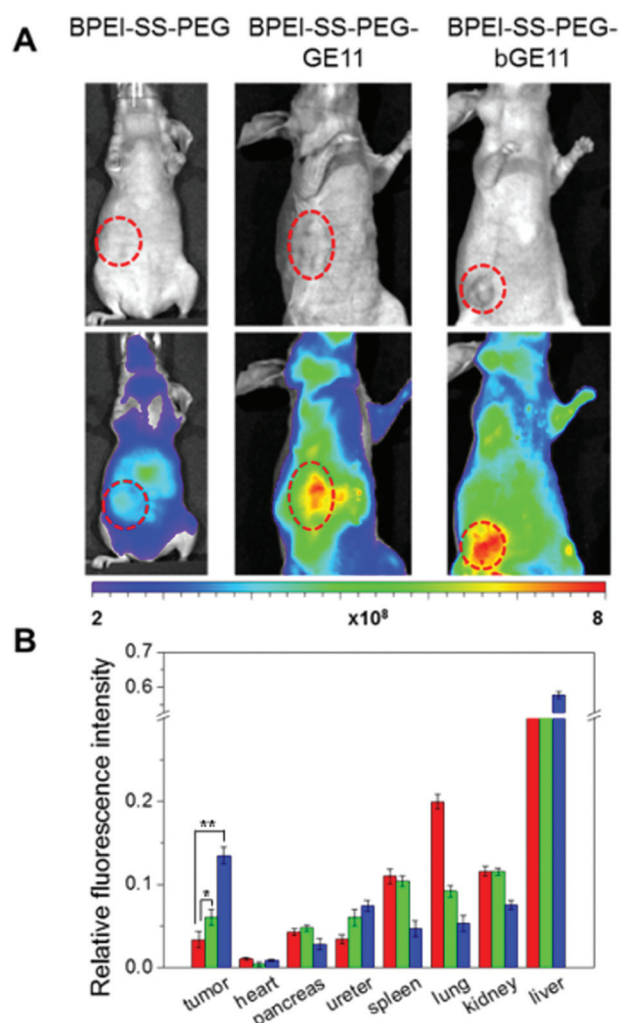 A
BPEI-SS-PEG
BPEI-SS-PEG-
GE11
BPEI-SS-PEG-
bGE11
2
x10⁸
8
B
Relative fluorescence intensity
0.7
0.6
0.2
0.1
0.0
**
*
tumor
heart
pancreas
ureter
spleen
lung
kidney
liver